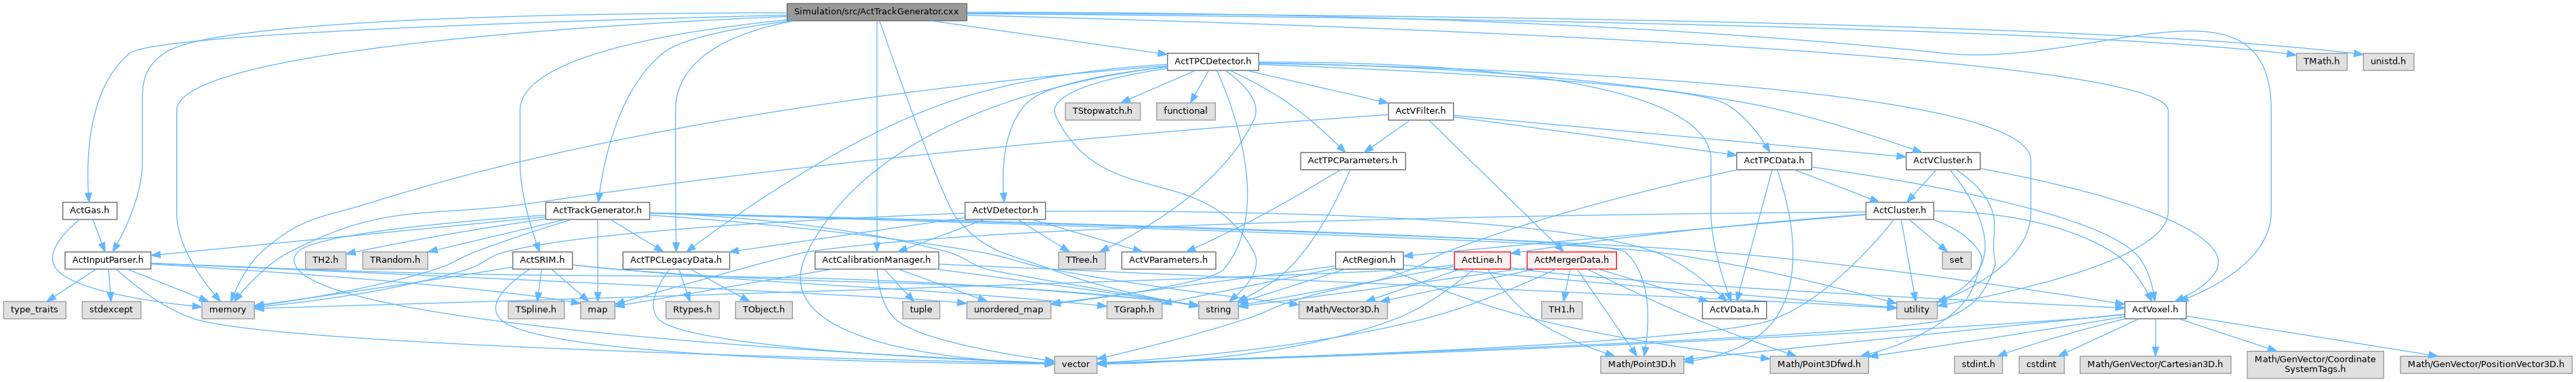 Simulation/src/ActTrackGenerator.cxx
ActTPCDetector.h
TMath.h
unistd.h
TStopwatch.h
functional
ActVFilter.h
ActTPCParameters.h
ActTPCData.h
ActVCluster.h
ActGas.h
ActTrackGenerator.h
ActVDetector.h
ActCluster.h
ActInputParser.h
TH2.h
TRandom.h
ActSRIM.h
ActTPCLegacyData.h
ActCalibrationManager.h
TTree.h
ActVParameters.h
ActRegion.h
ActLine.h
ActMergerData.h
set
type_traits
stdexcept
memory
TSpline.h
map
Rtypes.h
TObject.h
tuple
unordered_map
TGraph.h
string
Math/Vector3D.h
TH1.h
ActVData.h
utility
ActVoxel.h
vector
Math/Point3D.h
Math/Point3Dfwd.h
stdint.h
cstdint
Math/GenVector/Cartesian3D.h
Math/GenVector/Coordinate
SystemTags.h
Math/GenVector/PositionVector3D.h